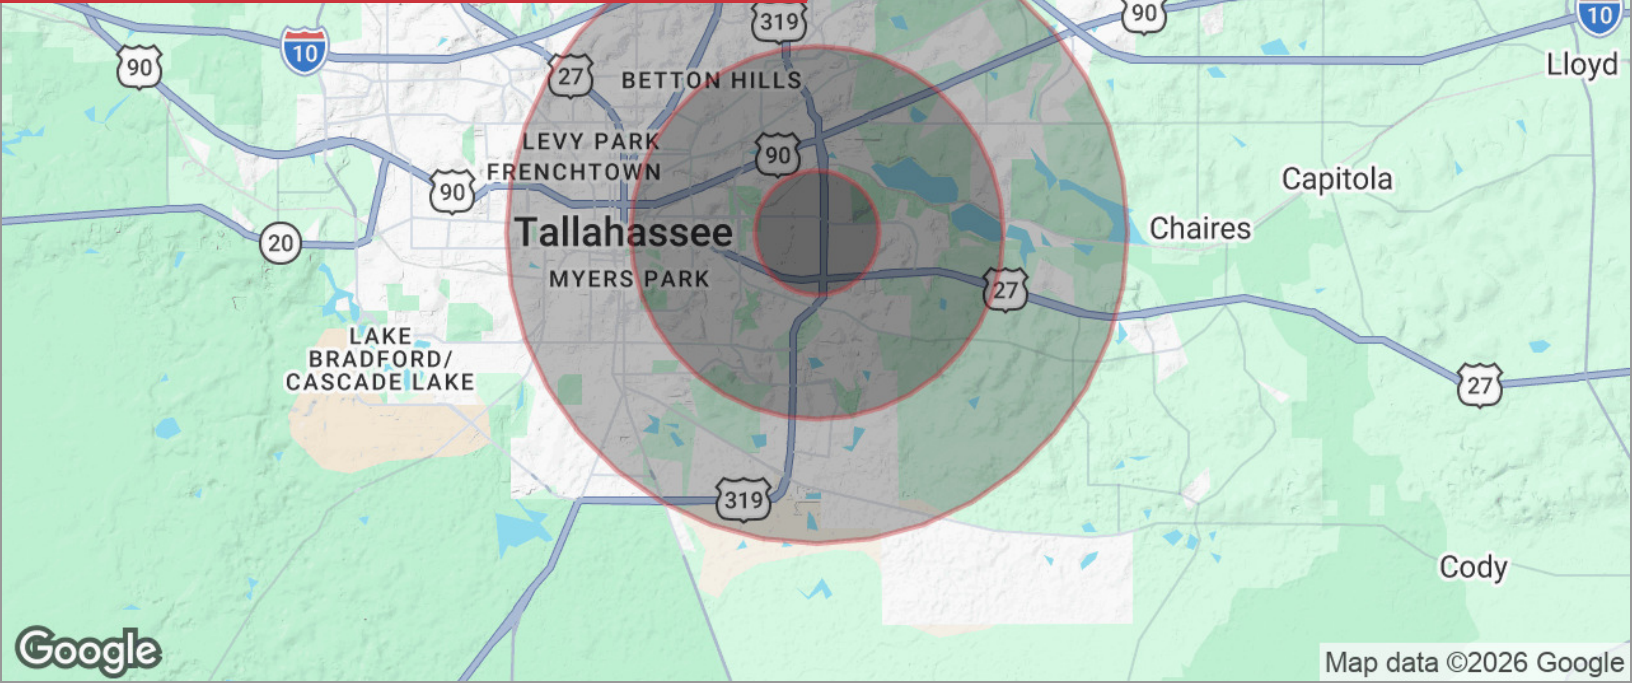 90
10
27
319
90
10
Lloyd
BETTON HILLS
LEVY PARK
FRENCHTOWN
90
90
Capitola
20
Tallahassee
Chaires
MYERS PARK
27
LAKE
BRADFORD/
CASCADE LAKE
27
319
Cody
Google
Map data ©2026 Google